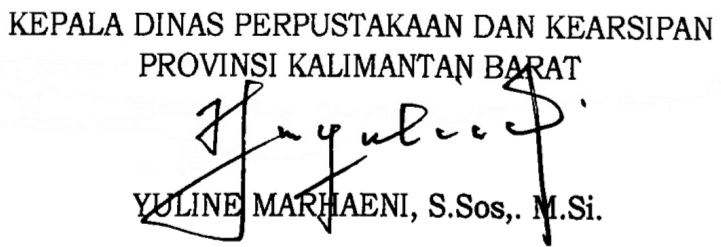 KEPALA DINAS PERPUSTAKAAN DAN KEARSIPAN
PROVINSI KALIMANTAN BARAT
YULINE MARHAENI, S.Sos,. M.Si.